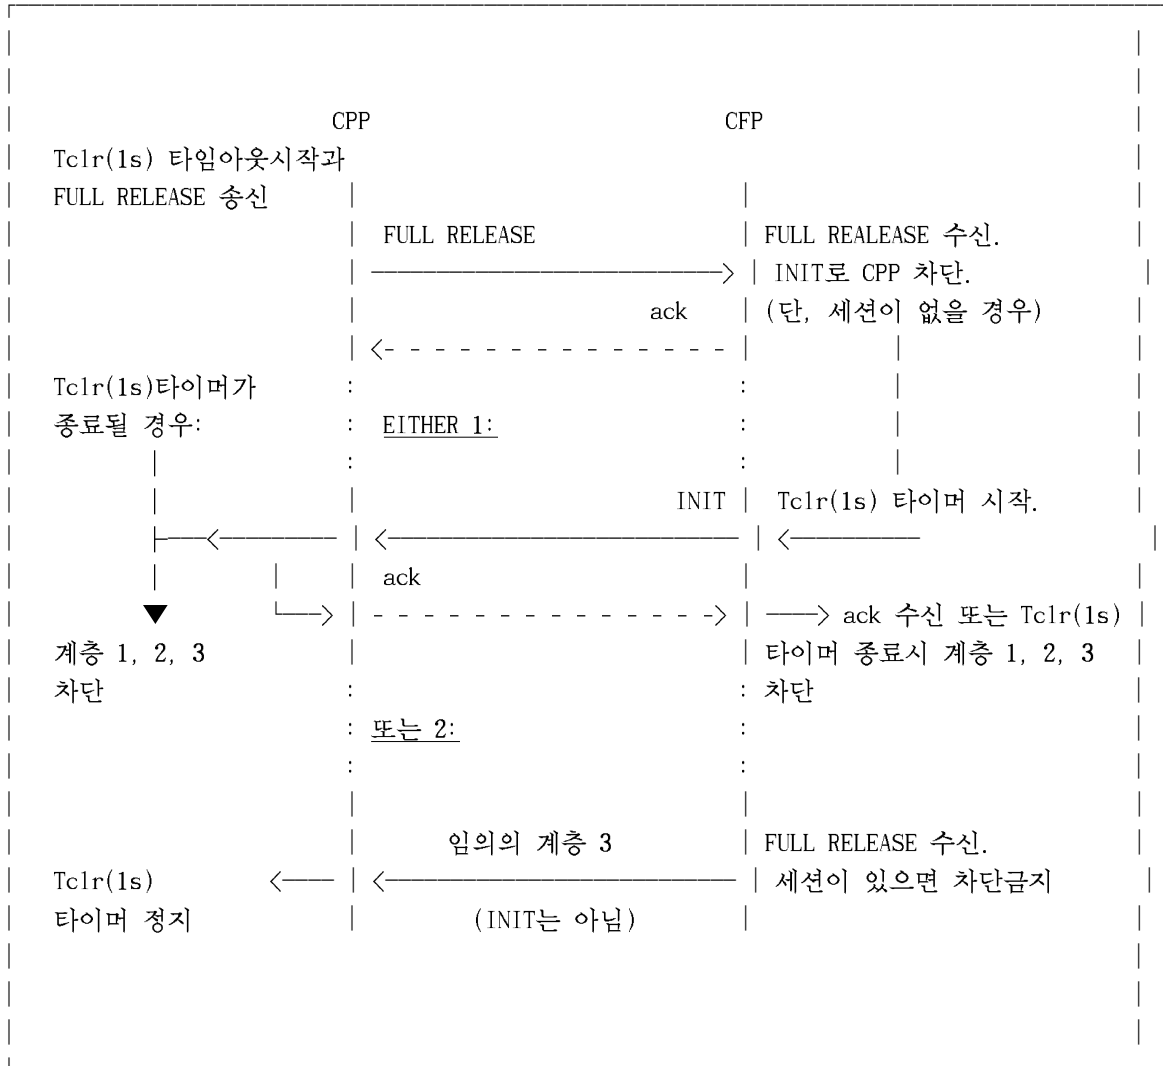 CPP CFP
Tclr(1s) 타임아웃시작과
FULL RELEASE 송신
FULL RELEASE FULL REALEASE 수신.
INIT로 CPP 차단.
ack (단, 세션이 없을 경우)
Tclr(1s)타이머가
종료될 경우: EITHER 1:
INIT Tclr(1s) 타이머 시작.
ack
ack 수신 또는 Tclr(1s)
계층 1, 2, 3 타이머 종료시 계층 1, 2, 3
차단 차단
또는 2:
임의의 계층 3 FULL RELEASE 수신.
Tclr(1s) 세션이 있으면 차단금지
타이머 정지 (INIT는 아님)